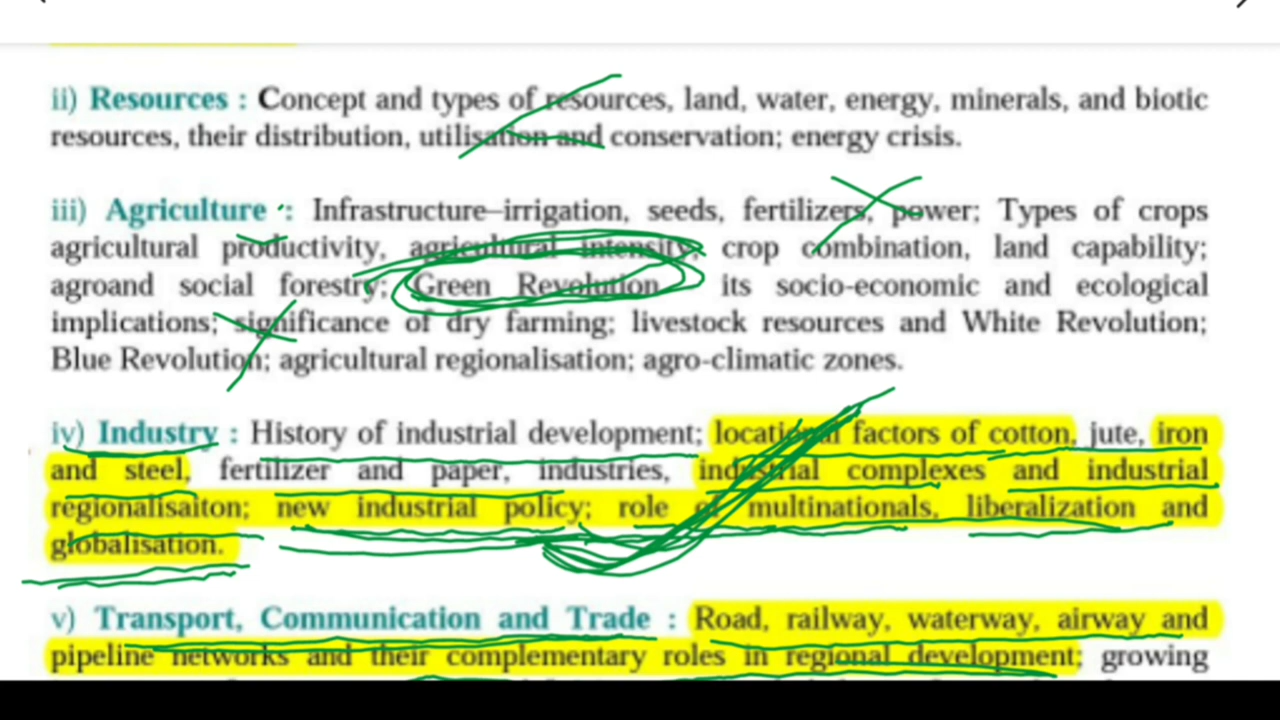 ii) Resources : Concept and types of resources, land, water, energy, minerals, and biotic
resources, their distribution, utilisation and conservation; energy crisis.
iii) Agriculture : Infrastructure–irrigation, seeds, fertilizers, power; Types of crops
agricultural productivity, agricultural intensity, crop combination, land capability;
agroand social forestry; Green Revolution its socio-economic and ecological
implications; significance of dry farming; livestock resources and White Revolution;
Blue Revolution; agricultural regionalisation; agro-climatic zones.
iv) Industry : History of industrial development; locational factors of cotton, jute, iron
and steel, fertilizer and paper, industries, industrial complexes and industrial
regionalisaiton; new industrial policy; role of multinationals, liberalization and
globalisation.
v) Transport, Communication and Trade : Road, railway, waterway, airway and
pipeline networks and their complementary roles in regional development; growing